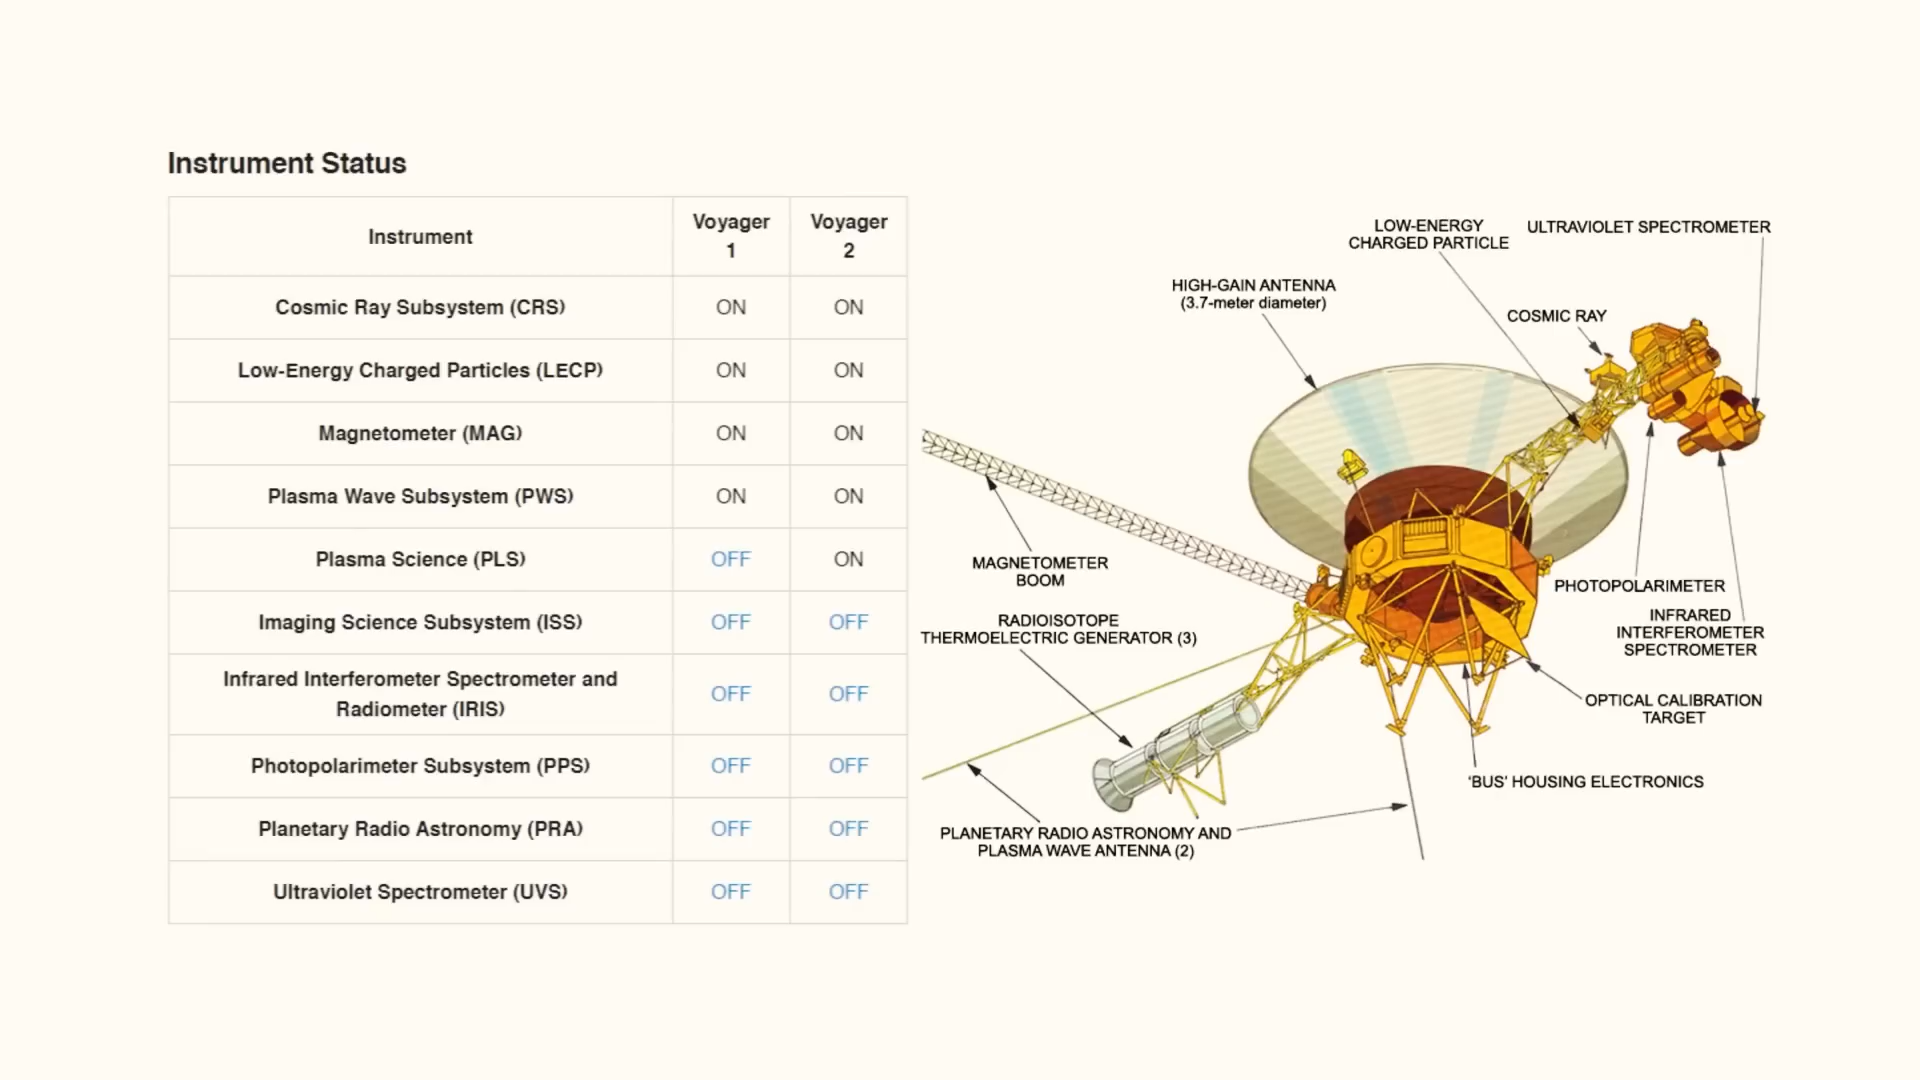 Instrument Status
Instrument
Voyager
1
Voyager
2
Cosmic Ray Subsystem (CRS)
ON
ON
Low-Energy Charged Particles (LECP)
ON
ON
Magnetometer (MAG)
ON
ON
Plasma Wave Subsystem (PWS)
ON
ON
Plasma Science (PLS)
OFF
ON
Imaging Science Subsystem (ISS)
OFF
OFF
Infrared Interferometer Spectrometer and
Radiometer (IRIS)
OFF
OFF
Photopolarimeter Subsystem (PPS)
OFF
OFF
Planetary Radio Astronomy (PRA)
OFF
OFF
Ultraviolet Spectrometer (UVS)
OFF
OFF
LOW-ENERGY
CHARGED PARTICLE
ULTRAVIOLET SPECTROMETER
HIGH-GAIN ANTENNA
(3.7-meter diameter)
COSMIC RAY
MAGNETOMETER
BOOM
PHOTOPOLARIMETER
RADIOISOTOPE
THERMOELECTRIC GENERATOR (3)
INFRARED
INTERFEROMETER
SPECTROMETER
OPTICAL CALIBRATION
TARGET
'BUS' HOUSING ELECTRONICS
PLANETARY RADIO ASTRONOMY AND
PLASMA WAVE ANTENNA (2)